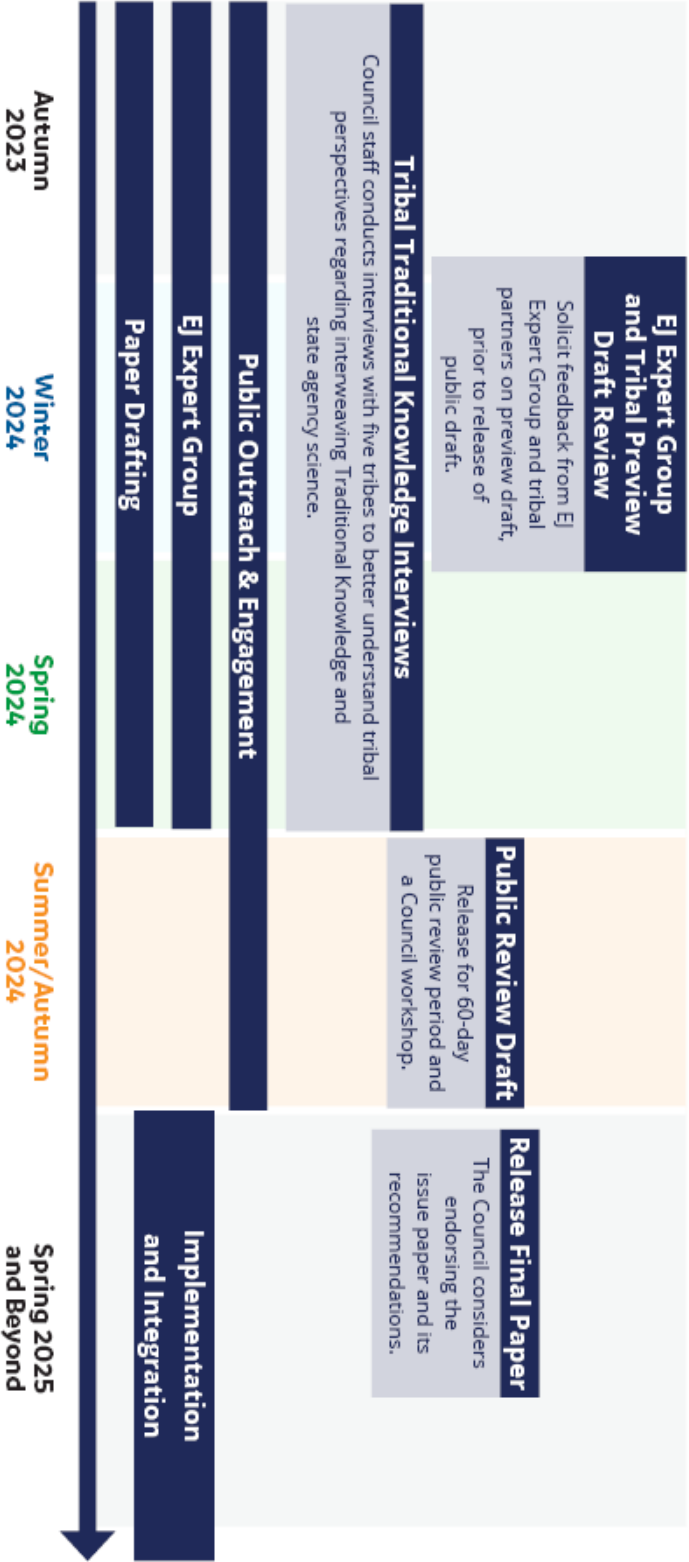 EJ Expert Group
and Tribal Preview
Draft Review
Solicit feedback from EJ
Expert Group and tribal
partners on preview draft,
prior to release of
public draft.
Tribal Traditional Knowledge Interviews
Council staff conducts interviews with five tribes to better understand tribal
perspectives regarding interweaving Traditional Knowledge and
state agency science.
Public Review Draft
Release for 60-day
public review period and
a Council workshop.
Release Final Paper
The Council considers
endorsing the
issue paper and its
recommendations.
Public Outreach & Engagement
EJ Expert Group
Paper Drafting
Implementation
and Integration
Autumn
2023
Winter
2024
Spring
2024
Summer/Autumn
2024
Spring 2025
and Beyond